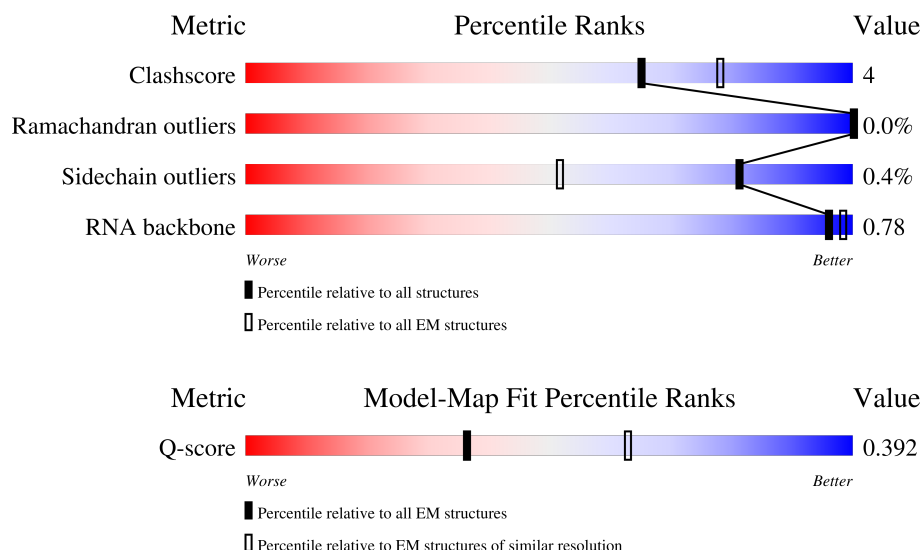 Metric Percentile Ranks Value
Clashscore 4
Ramachandran outliers 0.0%
Sidechain outliers 0.4%
RNA backbone 0.78
Worse Better
Percentile relative to all structures
Percentile relative to all EM structures
Metric Model-Map Fit Percentile Ranks Value
Q-score 0.392
Worse Better
Percentile relative to all EM structures
Percentile relative to EM structures of similar resolution